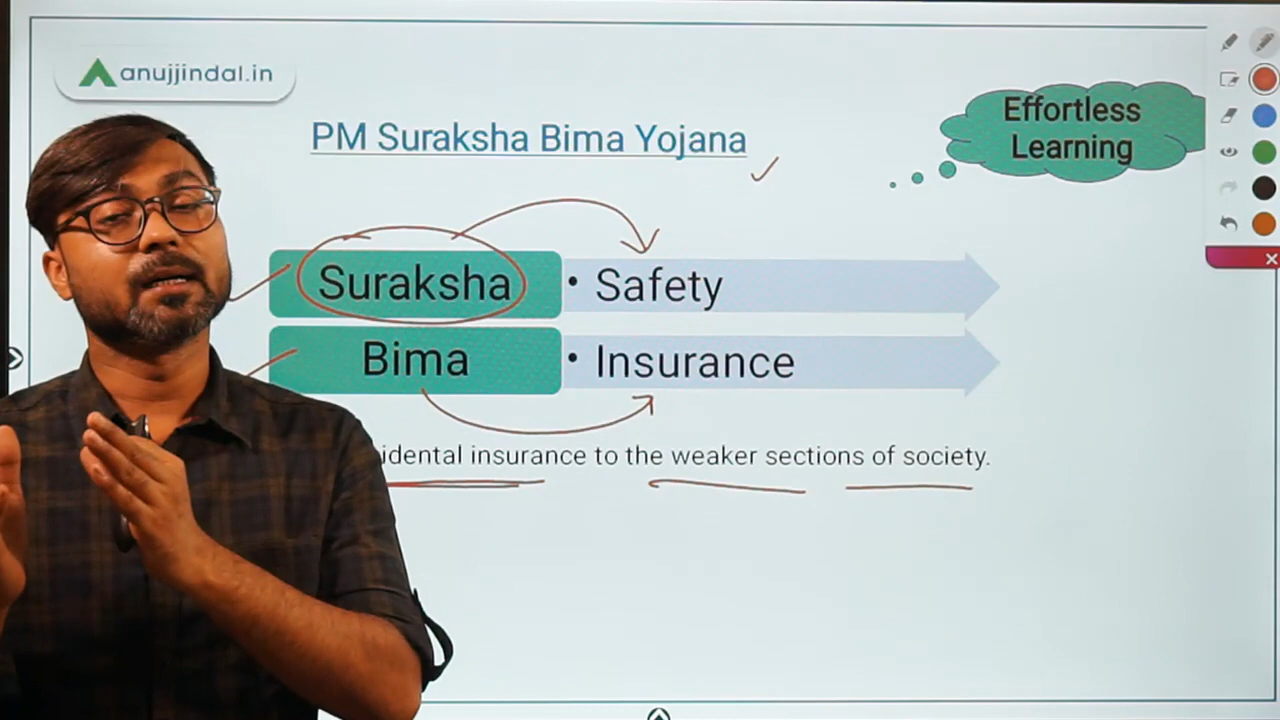 anujjindal.in
PM Suraksha Bima Yojana
Effortless
Learning
Suraksha
• Safety
Bima
• Insurance
insurance to the weaker sections of society.